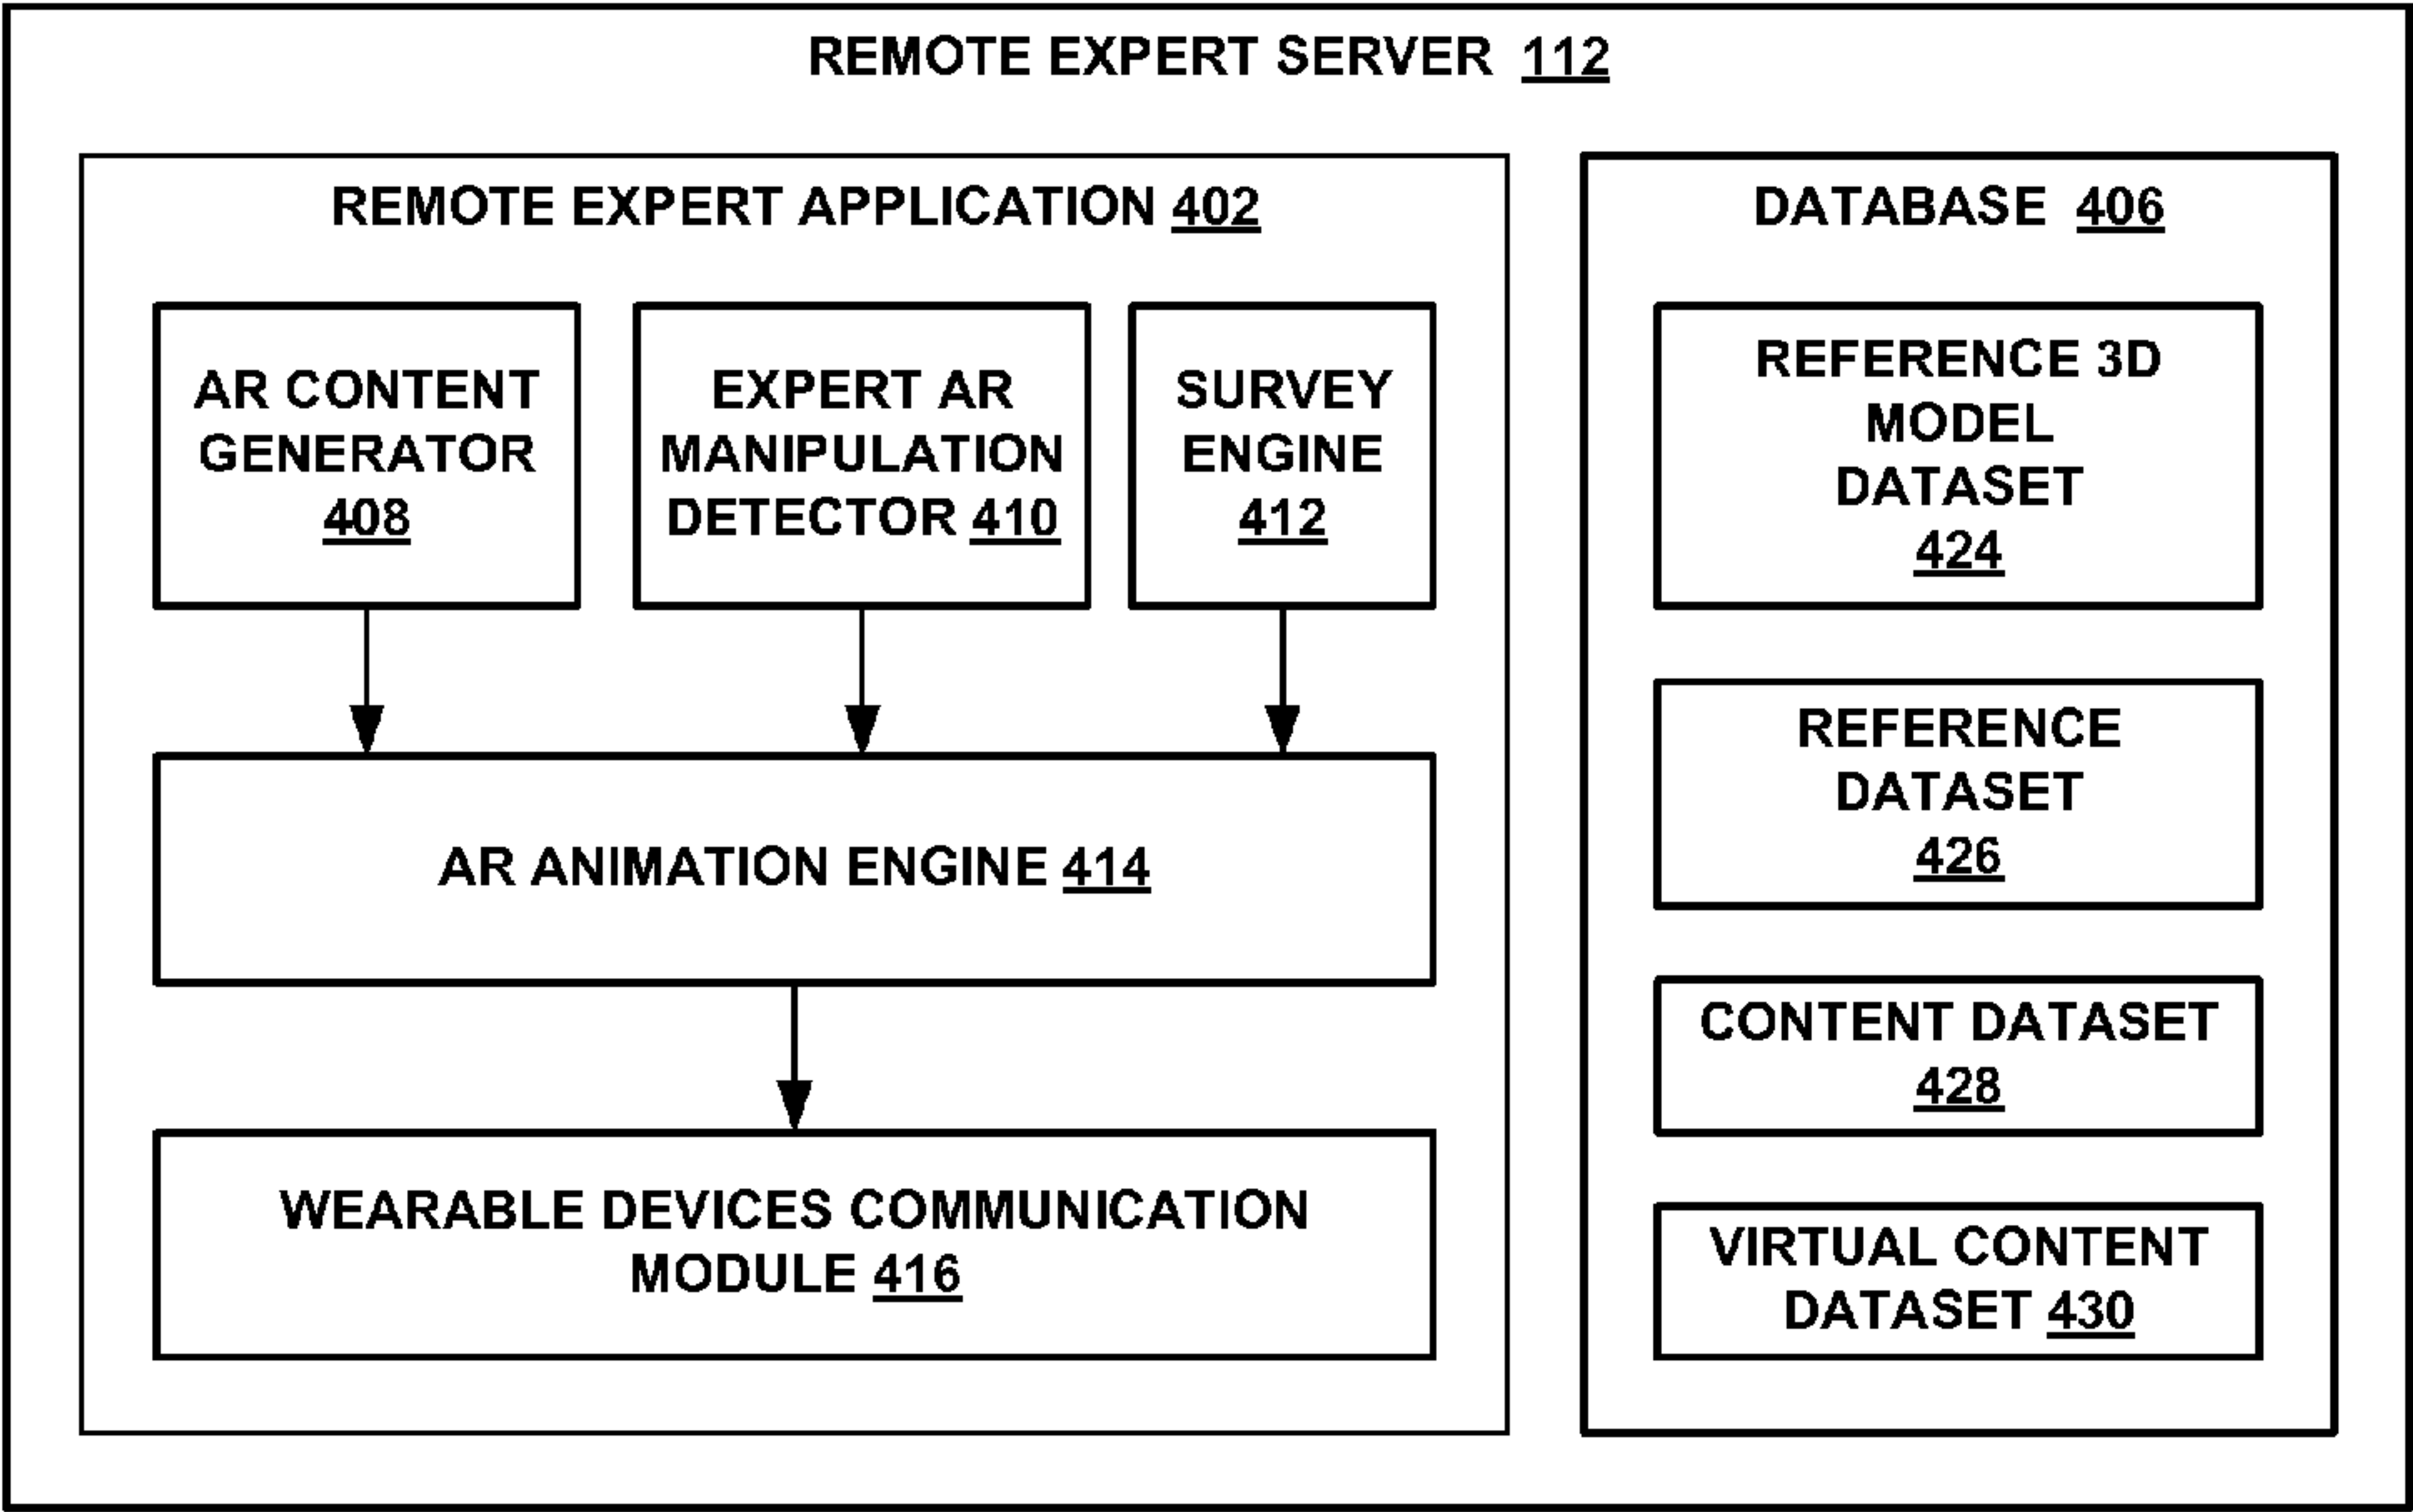 REMOTE EXPERT SERVER 112
REMOTE EXPERT APPLICATION 402
AR CONTENT
GENERATOR
408
EXPERT AR
MANIPULATION
DETECTOR 410
SURVEY
ENGINE
412
AR ANIMATION ENGINE 414
WEARABLE DEVICES COMMUNICATION
MODULE 416
DATABASE 406
REFERENCE 3D
MODEL
DATASET
424
REFERENCE
DATASET
426
CONTENT DATASET
428
VIRTUAL CONTENT
DATASET 430